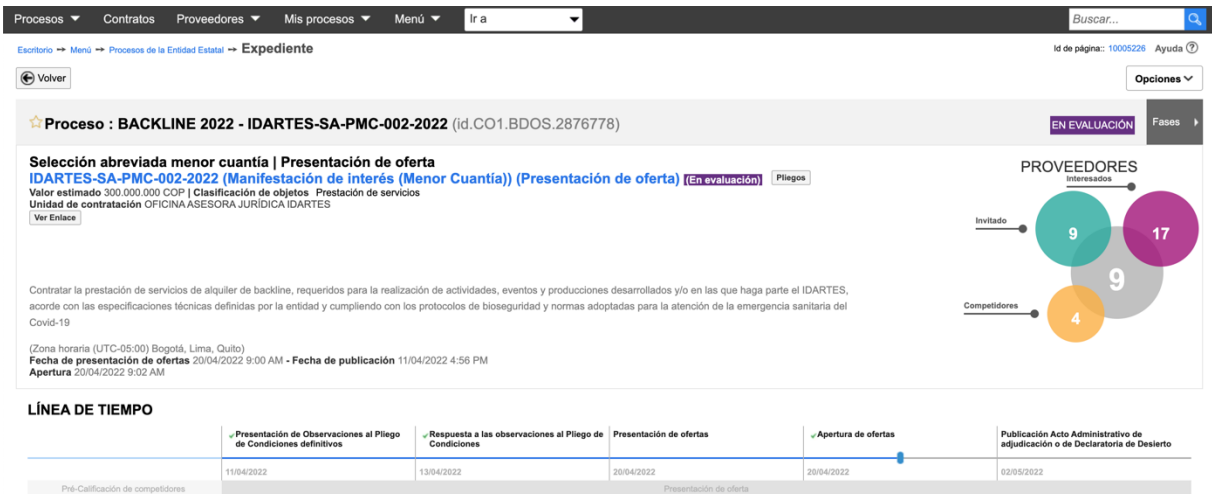 Procesos Contratos Proveedores Mis procesos Menú Ir a Buscar...
Escritorio → Menú → Procesos de la Entidad Estatal → Expediente Id de página:: 10005226 Ayuda ?
Volver Opciones
Proceso : BACKLINE 2022 - IDARTES-SA-PMC-002-2022 (id.CO1.BDOS.2876778) EN EVALUACIÓN Fases
Selección abreviada menor cuantía | Presentación de oferta
IDARTES-SA-PMC-002-2022 (Manifestación de interés (Menor Cuantía)) (Presentación de oferta) (En evaluación) Pliegos
Valor estimado 300.000.000 COP | Clasificación de objetos Prestación de servicios
Unidad de contratación OFICINA ASESORA JURÍDICA IDARTES
Ver Enlace
PROVEEDORES
Interesados
Invitado
9
17
9
Competidores
4
Contratar la prestación de servicios de alquiler de backline, requeridos para la realización de actividades, eventos y producciones desarrollados y/o en las que haga parte el IDARTES,
acorde con las especificaciones técnicas definidas por la entidad y cumpliendo con los protocolos de bioseguridad y normas adoptadas para la atención de la emergencia sanitaria del
Covid-19
(Zona horaria (UTC-05:00) Bogotá, Lima, Quito)
Fecha de presentación de ofertas 20/04/2022 9:00 AM - Fecha de publicación 11/04/2022 4:56 PM
Apertura 20/04/2022 9:02 AM
LÍNEA DE TIEMPO
Presentación de Observaciones al Pliego
de Condiciones definitivos
Respuesta a las observaciones al Pliego de
Condiciones
Presentación de ofertas
Apertura de ofertas
Publicación Acto Administrativo de
adjudicación o de Declaratoria de Desierto
11/04/2022 13/04/2022 20/04/2022 20/04/2022 02/05/2022
Pré-Calificación de competidores Presentación de oferta